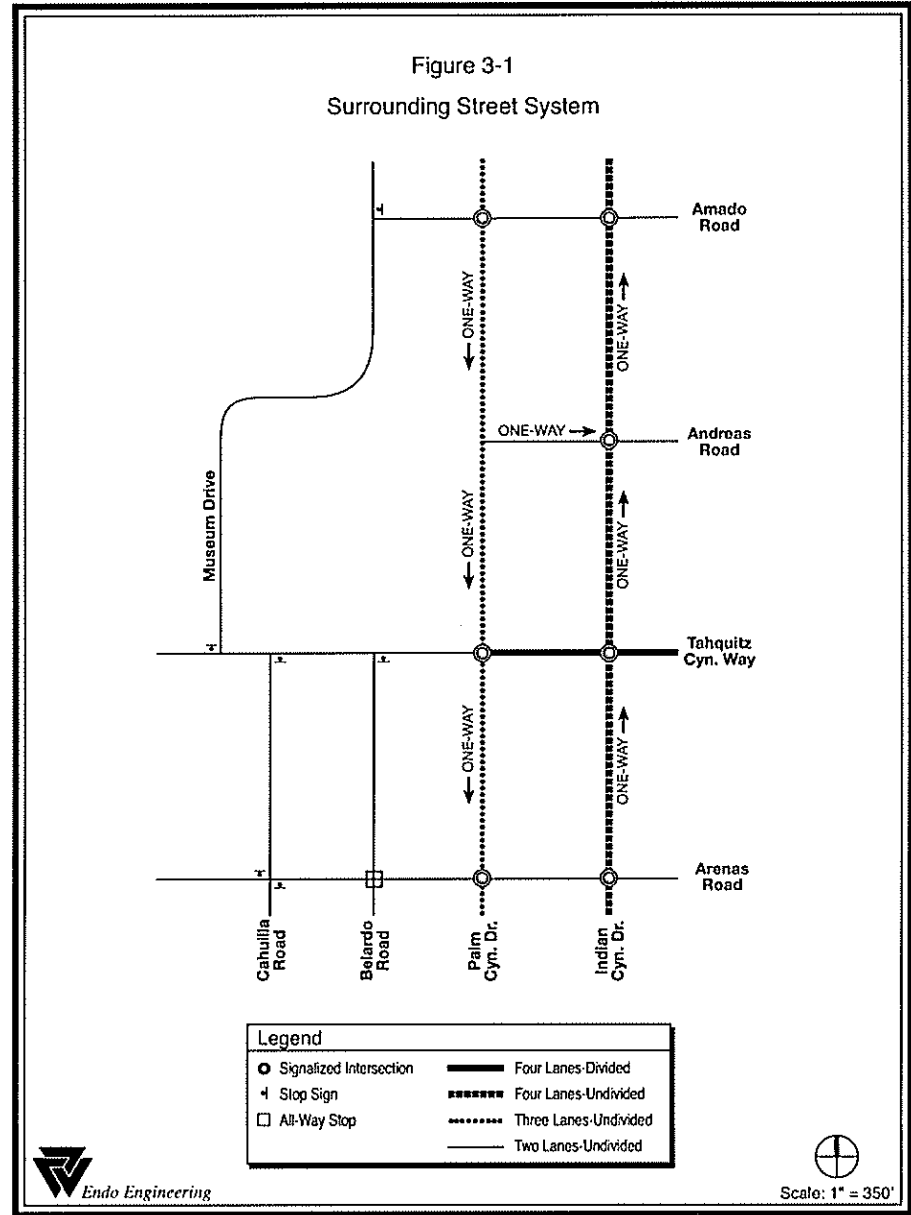 Figure 3-1
Surrounding Street System
Amado
Road
ONE-WAY
ONE-WAY
ONE-WAY
Andreas
Road
Museum Drive
ONE-WAY
ONE-WAY
Tahquitz
Cyn. Way
ONE-WAY
ONE-WAY
Arenas
Road
Cahuilla
Road
Belardo
Road
Palm
Cyn. Dr.
Indian
Cyn. Dr.
Legend
Signalized Intersection
Four Lanes-Divided
Stop Sign
Four Lanes-Undivided
All-Way Stop
Three Lanes-Undivided
Two Lanes-Undivided
Endo Engineering
Scale: 1" = 350'